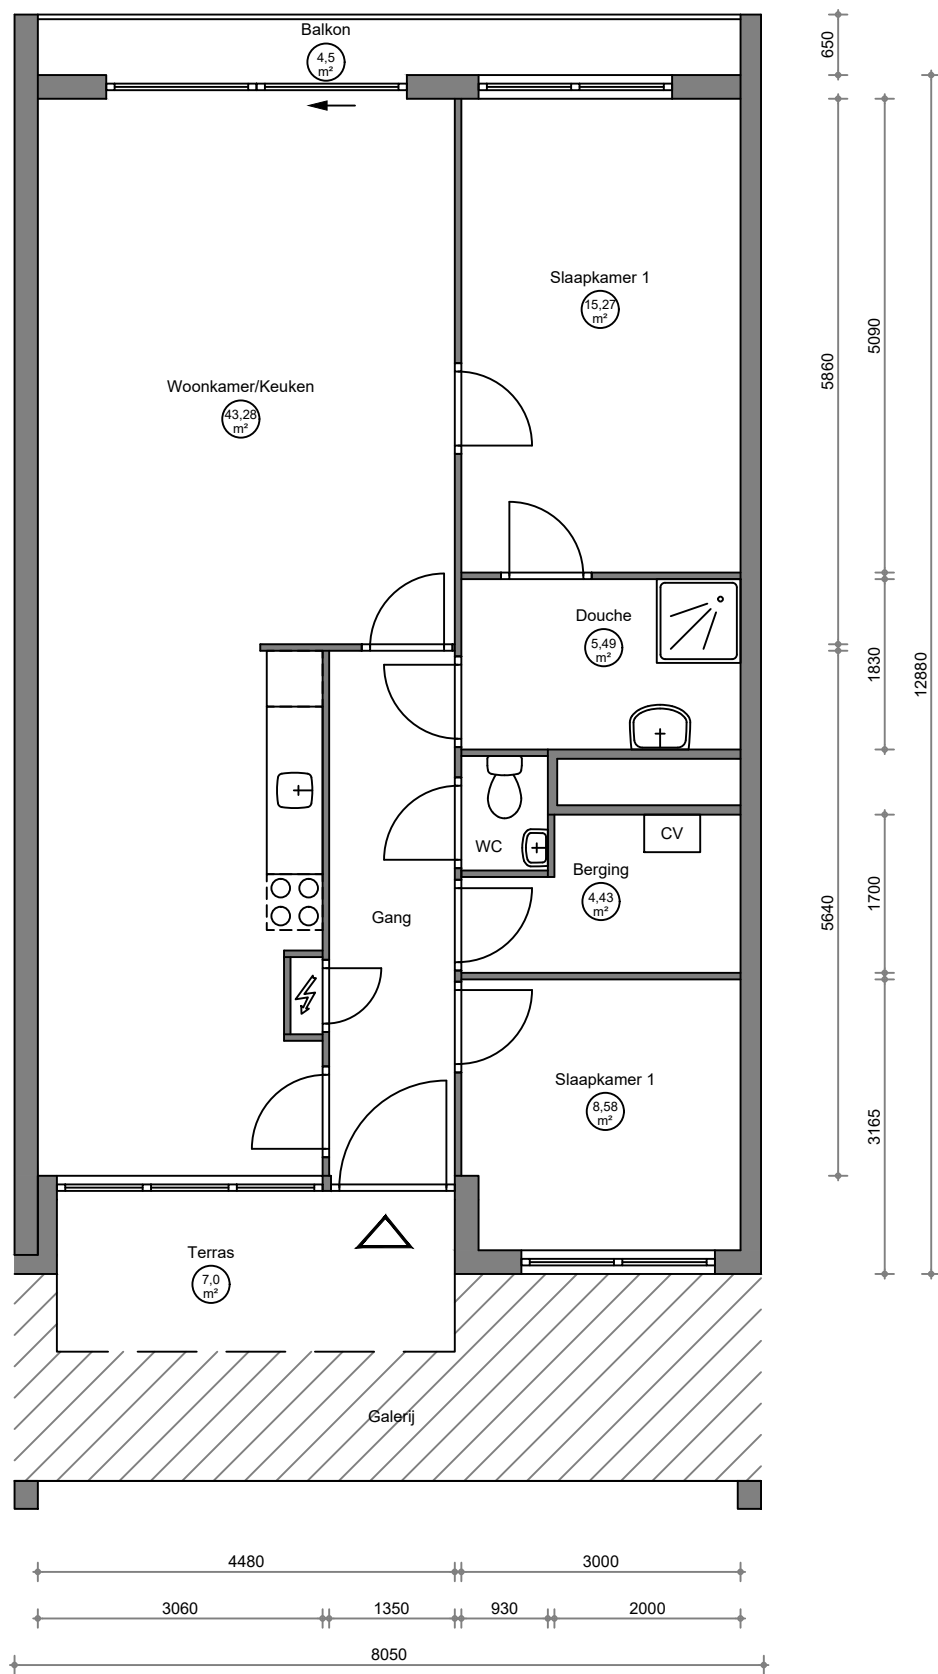 Balkon
4,5
m²
650
Slaapkamer 1
15,27
m²
5090
5860
Woonkamer/Keuken
43,28
m²
Douche
5,49
m²
1830
12880
CV
WC
Berging
4,43
m²
1700
5640
Gang
Slaapkamer 1
8,58
m²
3165
Terras
7,0
m²
Galerij
4480
3000
3060
1350
930
2000
8050